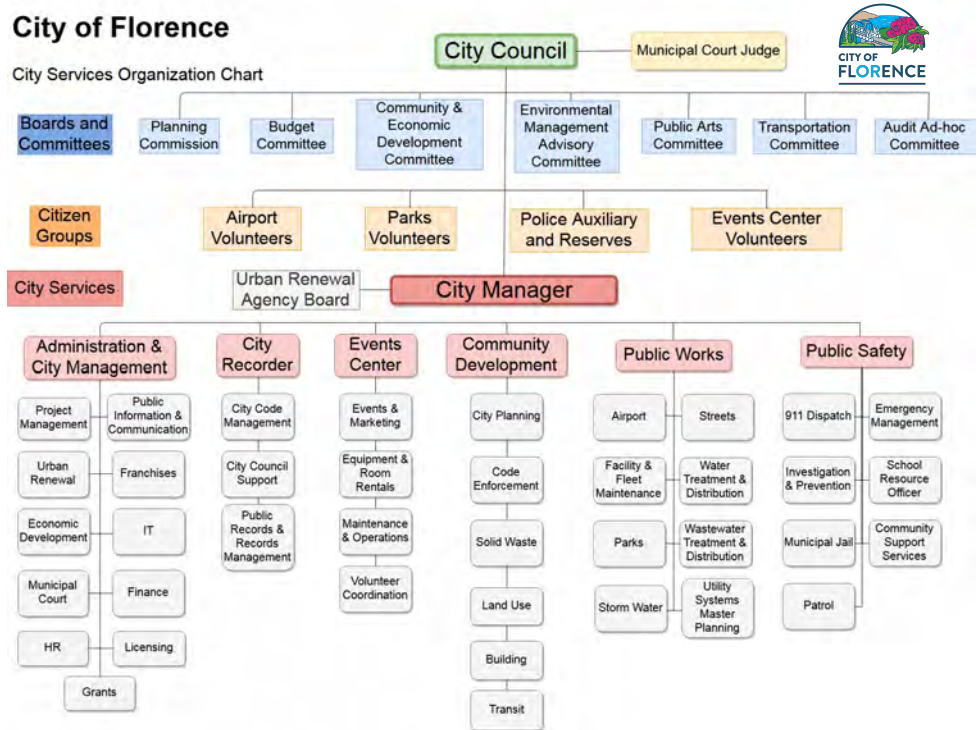 City of Florence
City Services Organization Chart
City Council
Municipal Court Judge
CITY OF
FLORENCE
Boards and
Committees
Planning
Commission
Budget
Committee
Community &
Economic
Development
Committee
Environmental
Management
Advisory
Committee
Public Arts
Committee
Transportation
Committee
Audit Ad-hoc
Committee
Citizen
Groups
Airport
Volunteers
Parks
Volunteers
Police Auxiliary
and Reserves
Events Center
Volunteers
City Services
Urban Renewal
Agency Board
City Manager
Administration &
City Management
City
Recorder
Events
Center
Community
Development
Public Works
Public Safety
Project
Management
Public
Information &
Communication
Urban
Renewal
Franchises
Economic
Development
IT
Municipal
Court
Finance
HR
Licensing
Grants
City Code
Management
City Council
Support
Public
Records &
Records
Management
Events &
Marketing
Equipment &
Room
Rentals
Maintenance
& Operations
Volunteer
Coordination
City Planning
Code
Enforcement
Solid Waste
Land Use
Building
Transit
Airport
Streets
Facility &
Fleet
Maintenance
Water
Treatment &
Distribution
Parks
Wastewater
Treatment &
Distribution
Storm Water
Utility
Systems
Master
Planning
911 Dispatch
Emergency
Management
Investigation
& Prevention
School
Resource
Officer
Municipal Jail
Community
Support
Services
Patrol